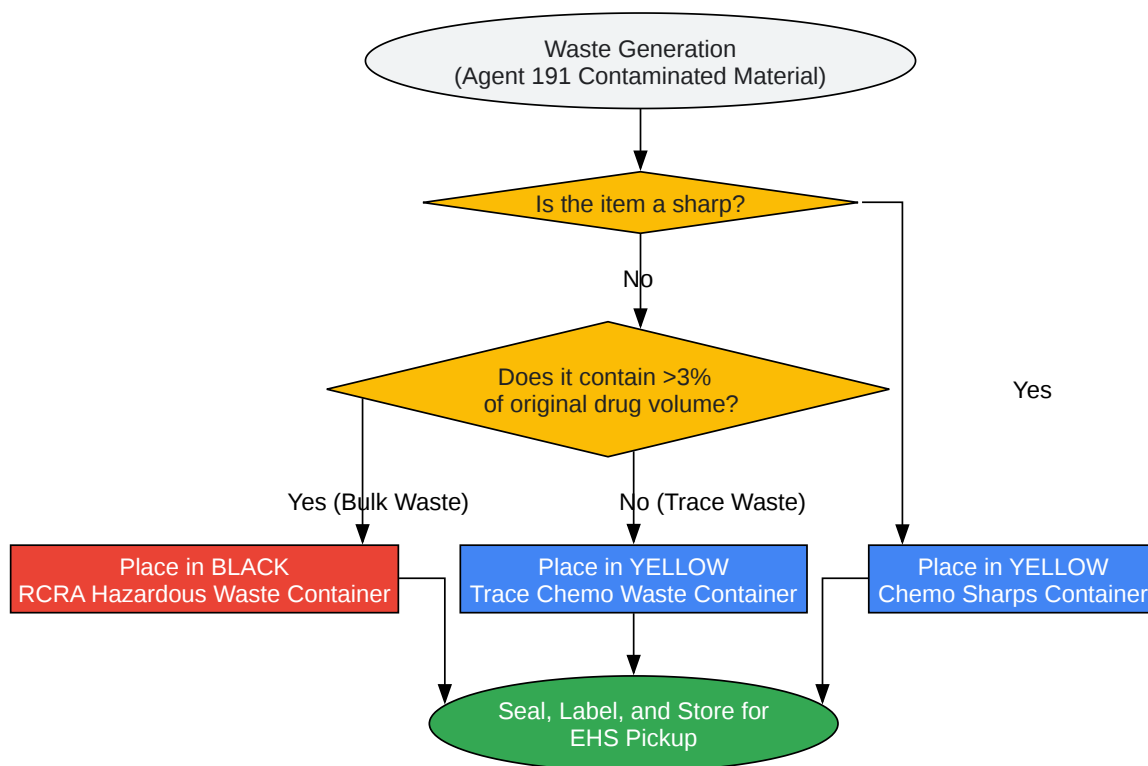 Waste Generation
(Agent 191 Contaminated Material)
Is the item a sharp?
No
Does it contain >3%
of original drug volume?
Yes
Yes (Bulk Waste)
No (Trace Waste)
Place in BLACK
RCRA Hazardous Waste Container
Place in YELLOW
Trace Chemo Waste Container
Place in YELLOW
Chemo Sharps Container
Seal, Label, and Store for
EHS Pickup